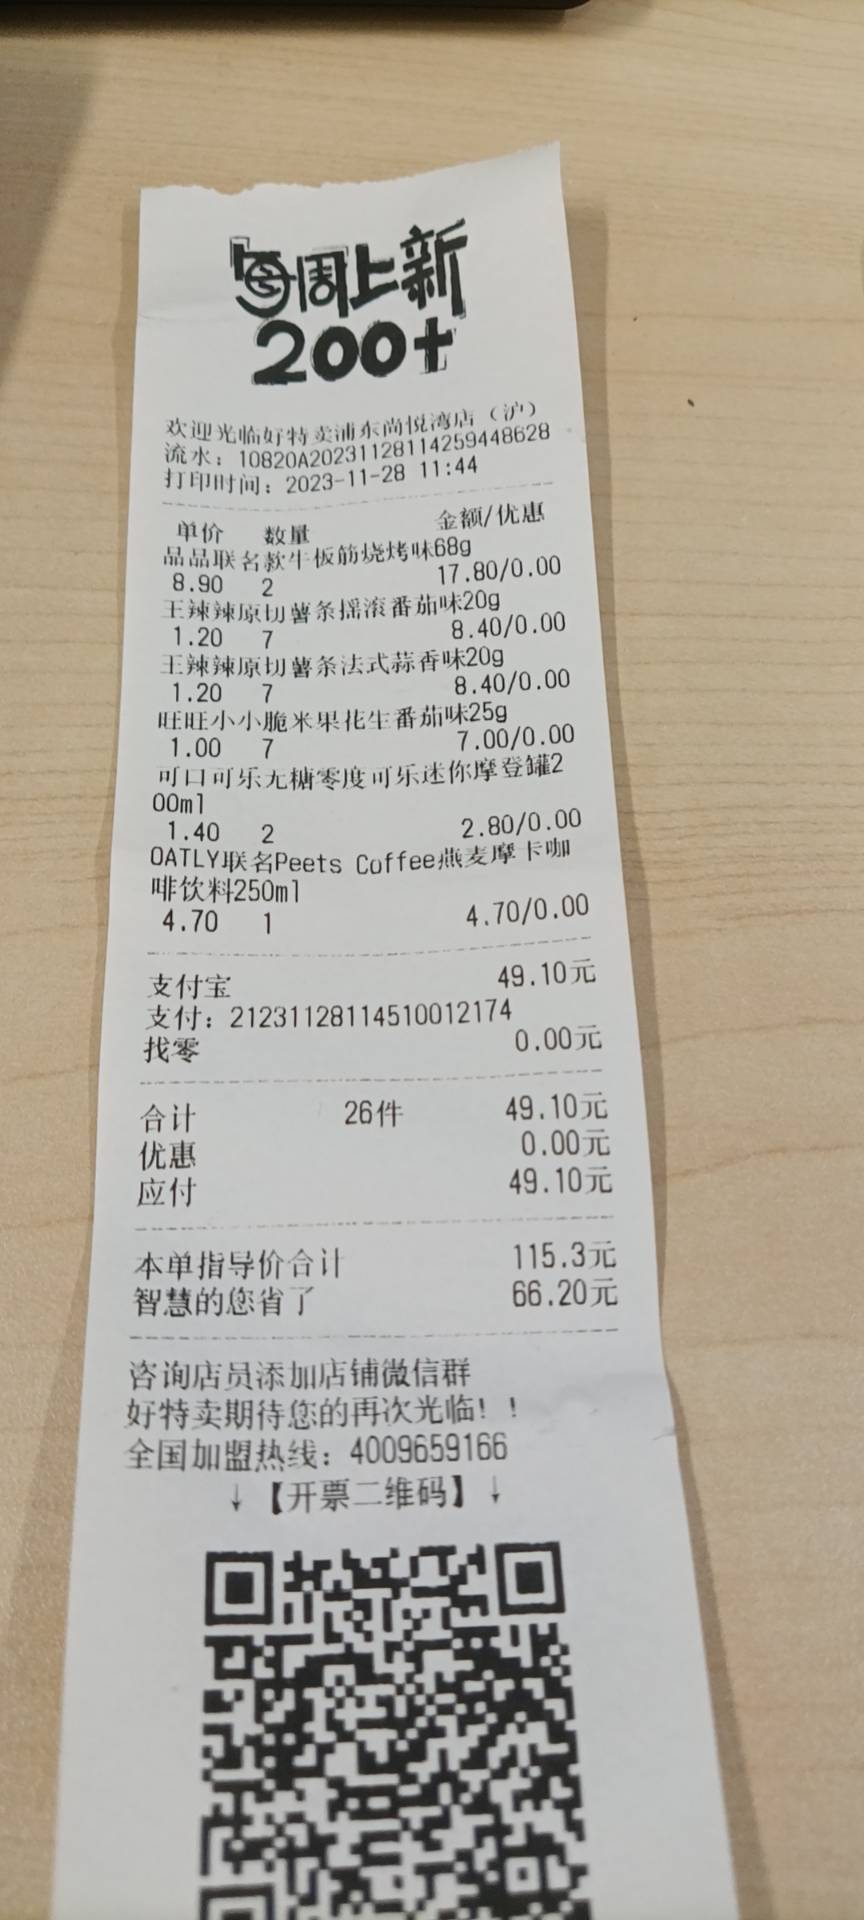 每周上新
200+
欢迎光临好特卖浦东尚悦湾店（沪）
流水：10820A202311281142594486​28
打印时间：2023-11-28 11:44
单价 数量 金额/优惠
品品联名款牛板筋烧烤味68g
8.90 2 17.80/0.00
王辣辣原切薯条摇滚番茄味20g
1.20 7 8.40/0.00
王辣辣原切薯条法式蒜香味20g
1.20 7 8.40/0.00
旺旺小小脆米果花生番茄味25g
1.00 7 7.00/0.00
可口可乐无糖零度可乐迷你摩登罐2
00ml
1.40 2 2.80/0.00
OATLY联名Peets Coffee燕麦摩卡咖
啡饮料250ml
4.70 1 4.70/0.00
支付宝 49.10元
支付：21231128114510012174
找零 0.00元
合计 26件 49.10元
优惠 0.00元
应付 49.10元
本单指导价合计 115.3元
智慧的您省了 66.20元
咨询店员添加店铺微信群
好特卖期待您的再次光临！！
全国加盟热线：4009659166
↓【开票二维码】↓